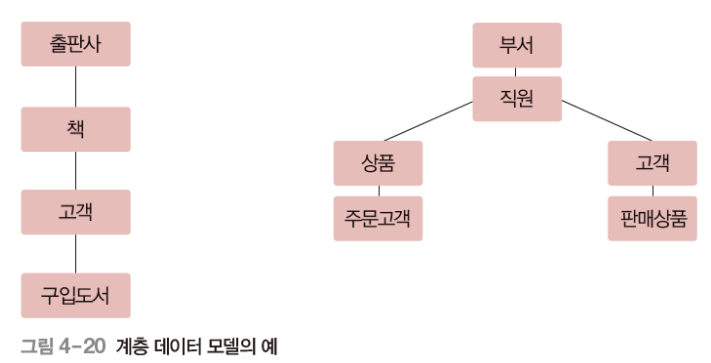 출판사
책
고객
구입도서
부서
직원
상품
고객
주문고객
판매상품
그림 4-20 계층 데이터 모델의 예